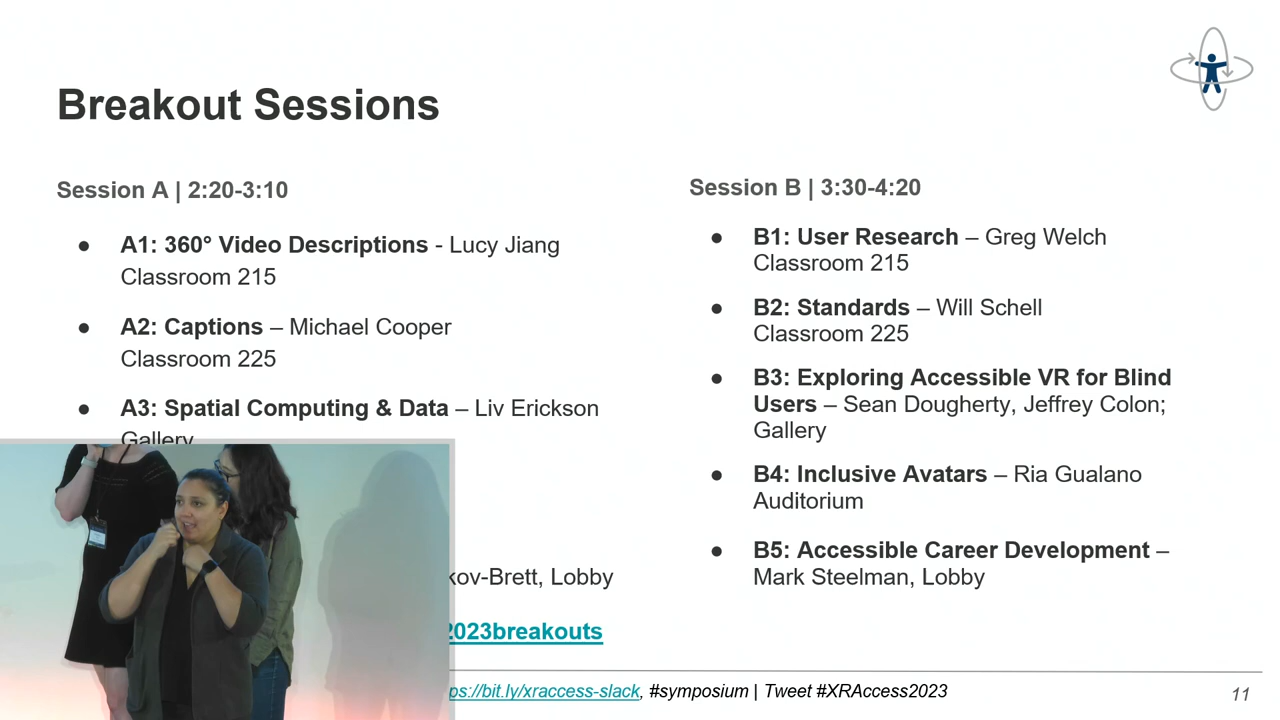 Breakout Sessions
Session A | 2:20-3:10
● A1: 360° Video Descriptions - Lucy Jiang
Classroom 215
● A2: Captions – Michael Cooper
Classroom 225
● A3: Spatial Computing & Data – Liv Erickson
Gallery
kov-Brett, Lobby
2023breakouts
Session B | 3:30-4:20
● B1: User Research – Greg Welch
Classroom 215
● B2: Standards – Will Schell
Classroom 225
● B3: Exploring Accessible VR for Blind
Users – Sean Dougherty, Jeffrey Colon;
Gallery
● B4: Inclusive Avatars – Ria Gualano
Auditorium
● B5: Accessible Career Development –
Mark Steelman, Lobby
ps://bit.ly/xraccess-slack, #symposium | Tweet #XRAccess2023
11